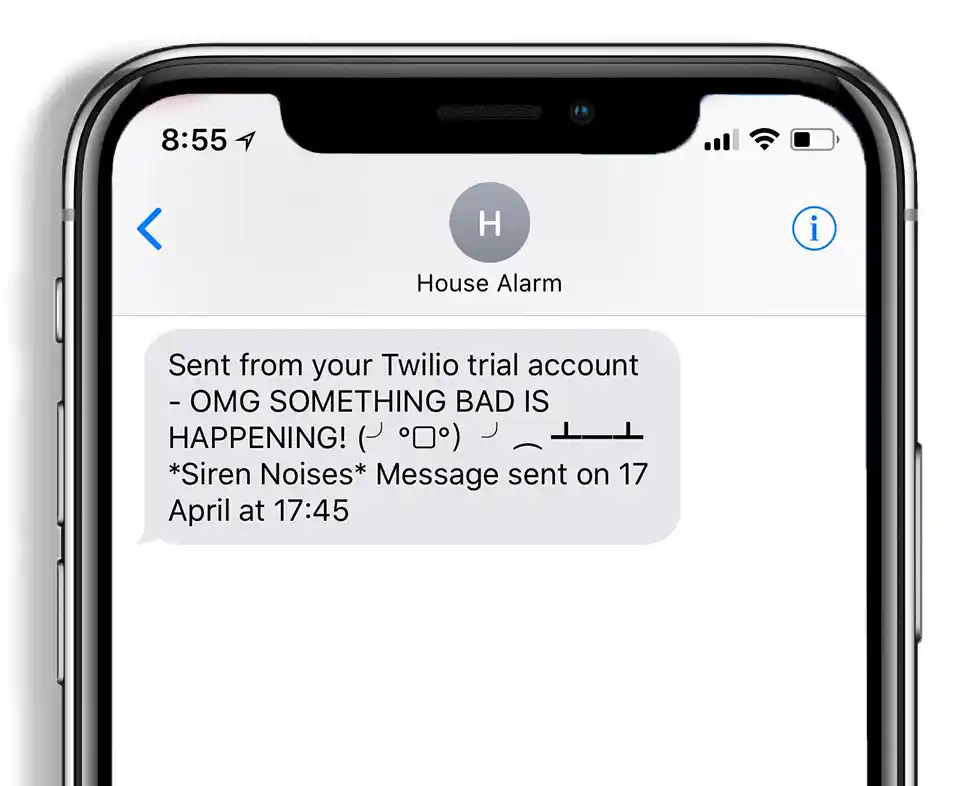 8:55
H
House Alarm
Sent from your Twilio trial account
- OMG SOMETHING BAD IS
HAPPENING! (╯°□°)╯︵ ┻━┻
*Siren Noises* Message sent on 17
April at 17:45